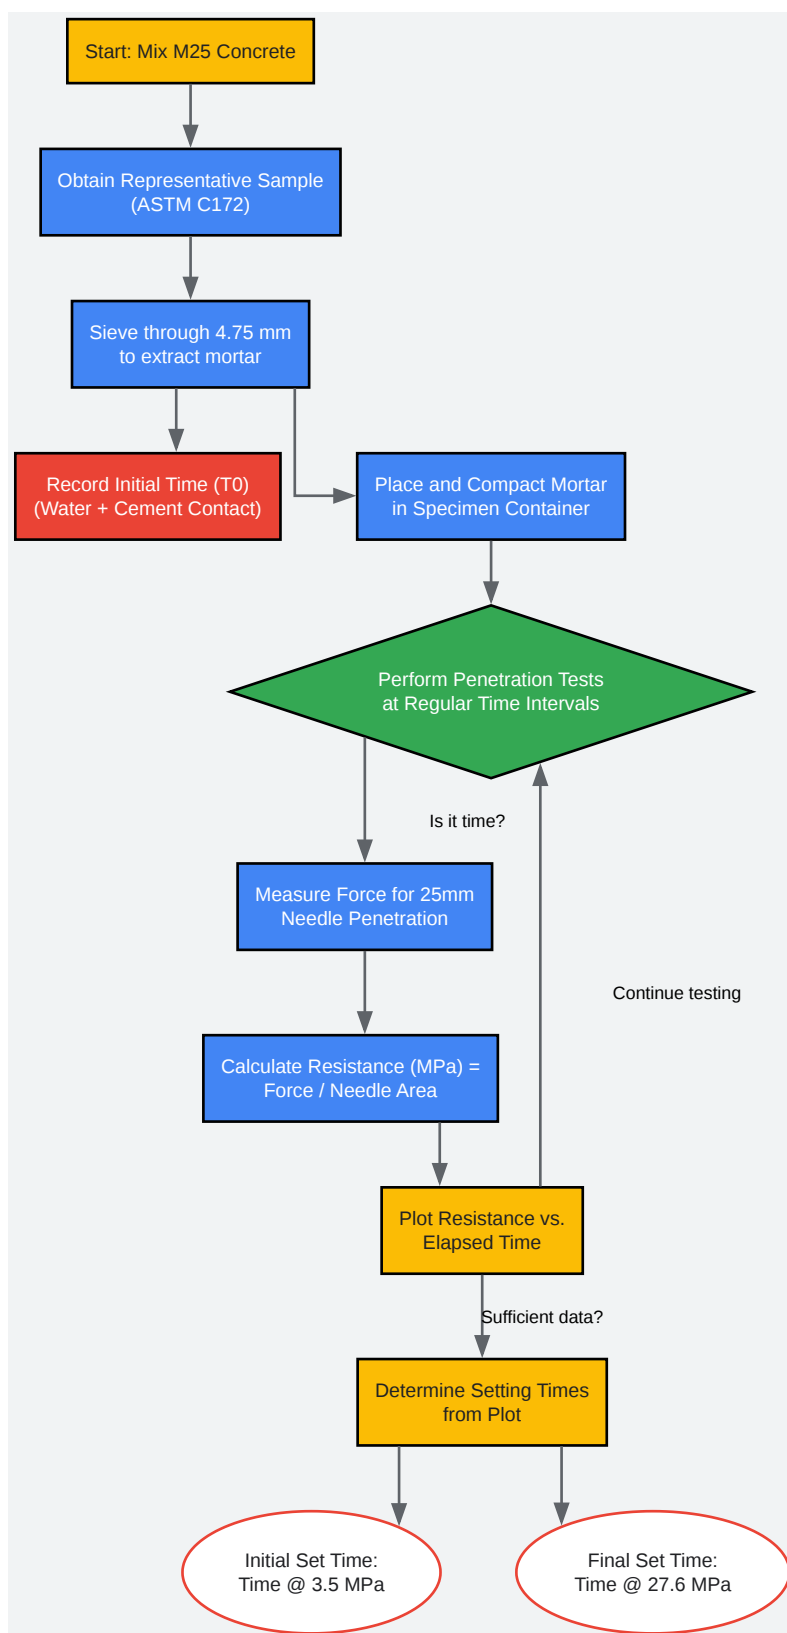 Start: Mix M25 Concrete
Obtain Representative Sample
(ASTM C172)
Sieve through 4.75 mm
to extract mortar
Record Initial Time (T0)
(Water + Cement Contact)
Place and Compact Mortar
in Specimen Container
Perform Penetration Tests
at Regular Time Intervals
Is it time?
Measure Force for 25mm
Needle Penetration
Continue testing
Calculate Resistance (MPa) =
Force / Needle Area
Plot Resistance vs.
Elapsed Time
Sufficient data?
Determine Setting Times
from Plot
Initial Set Time:
Time @ 3.5 MPa
Final Set Time:
Time @ 27.6 MPa